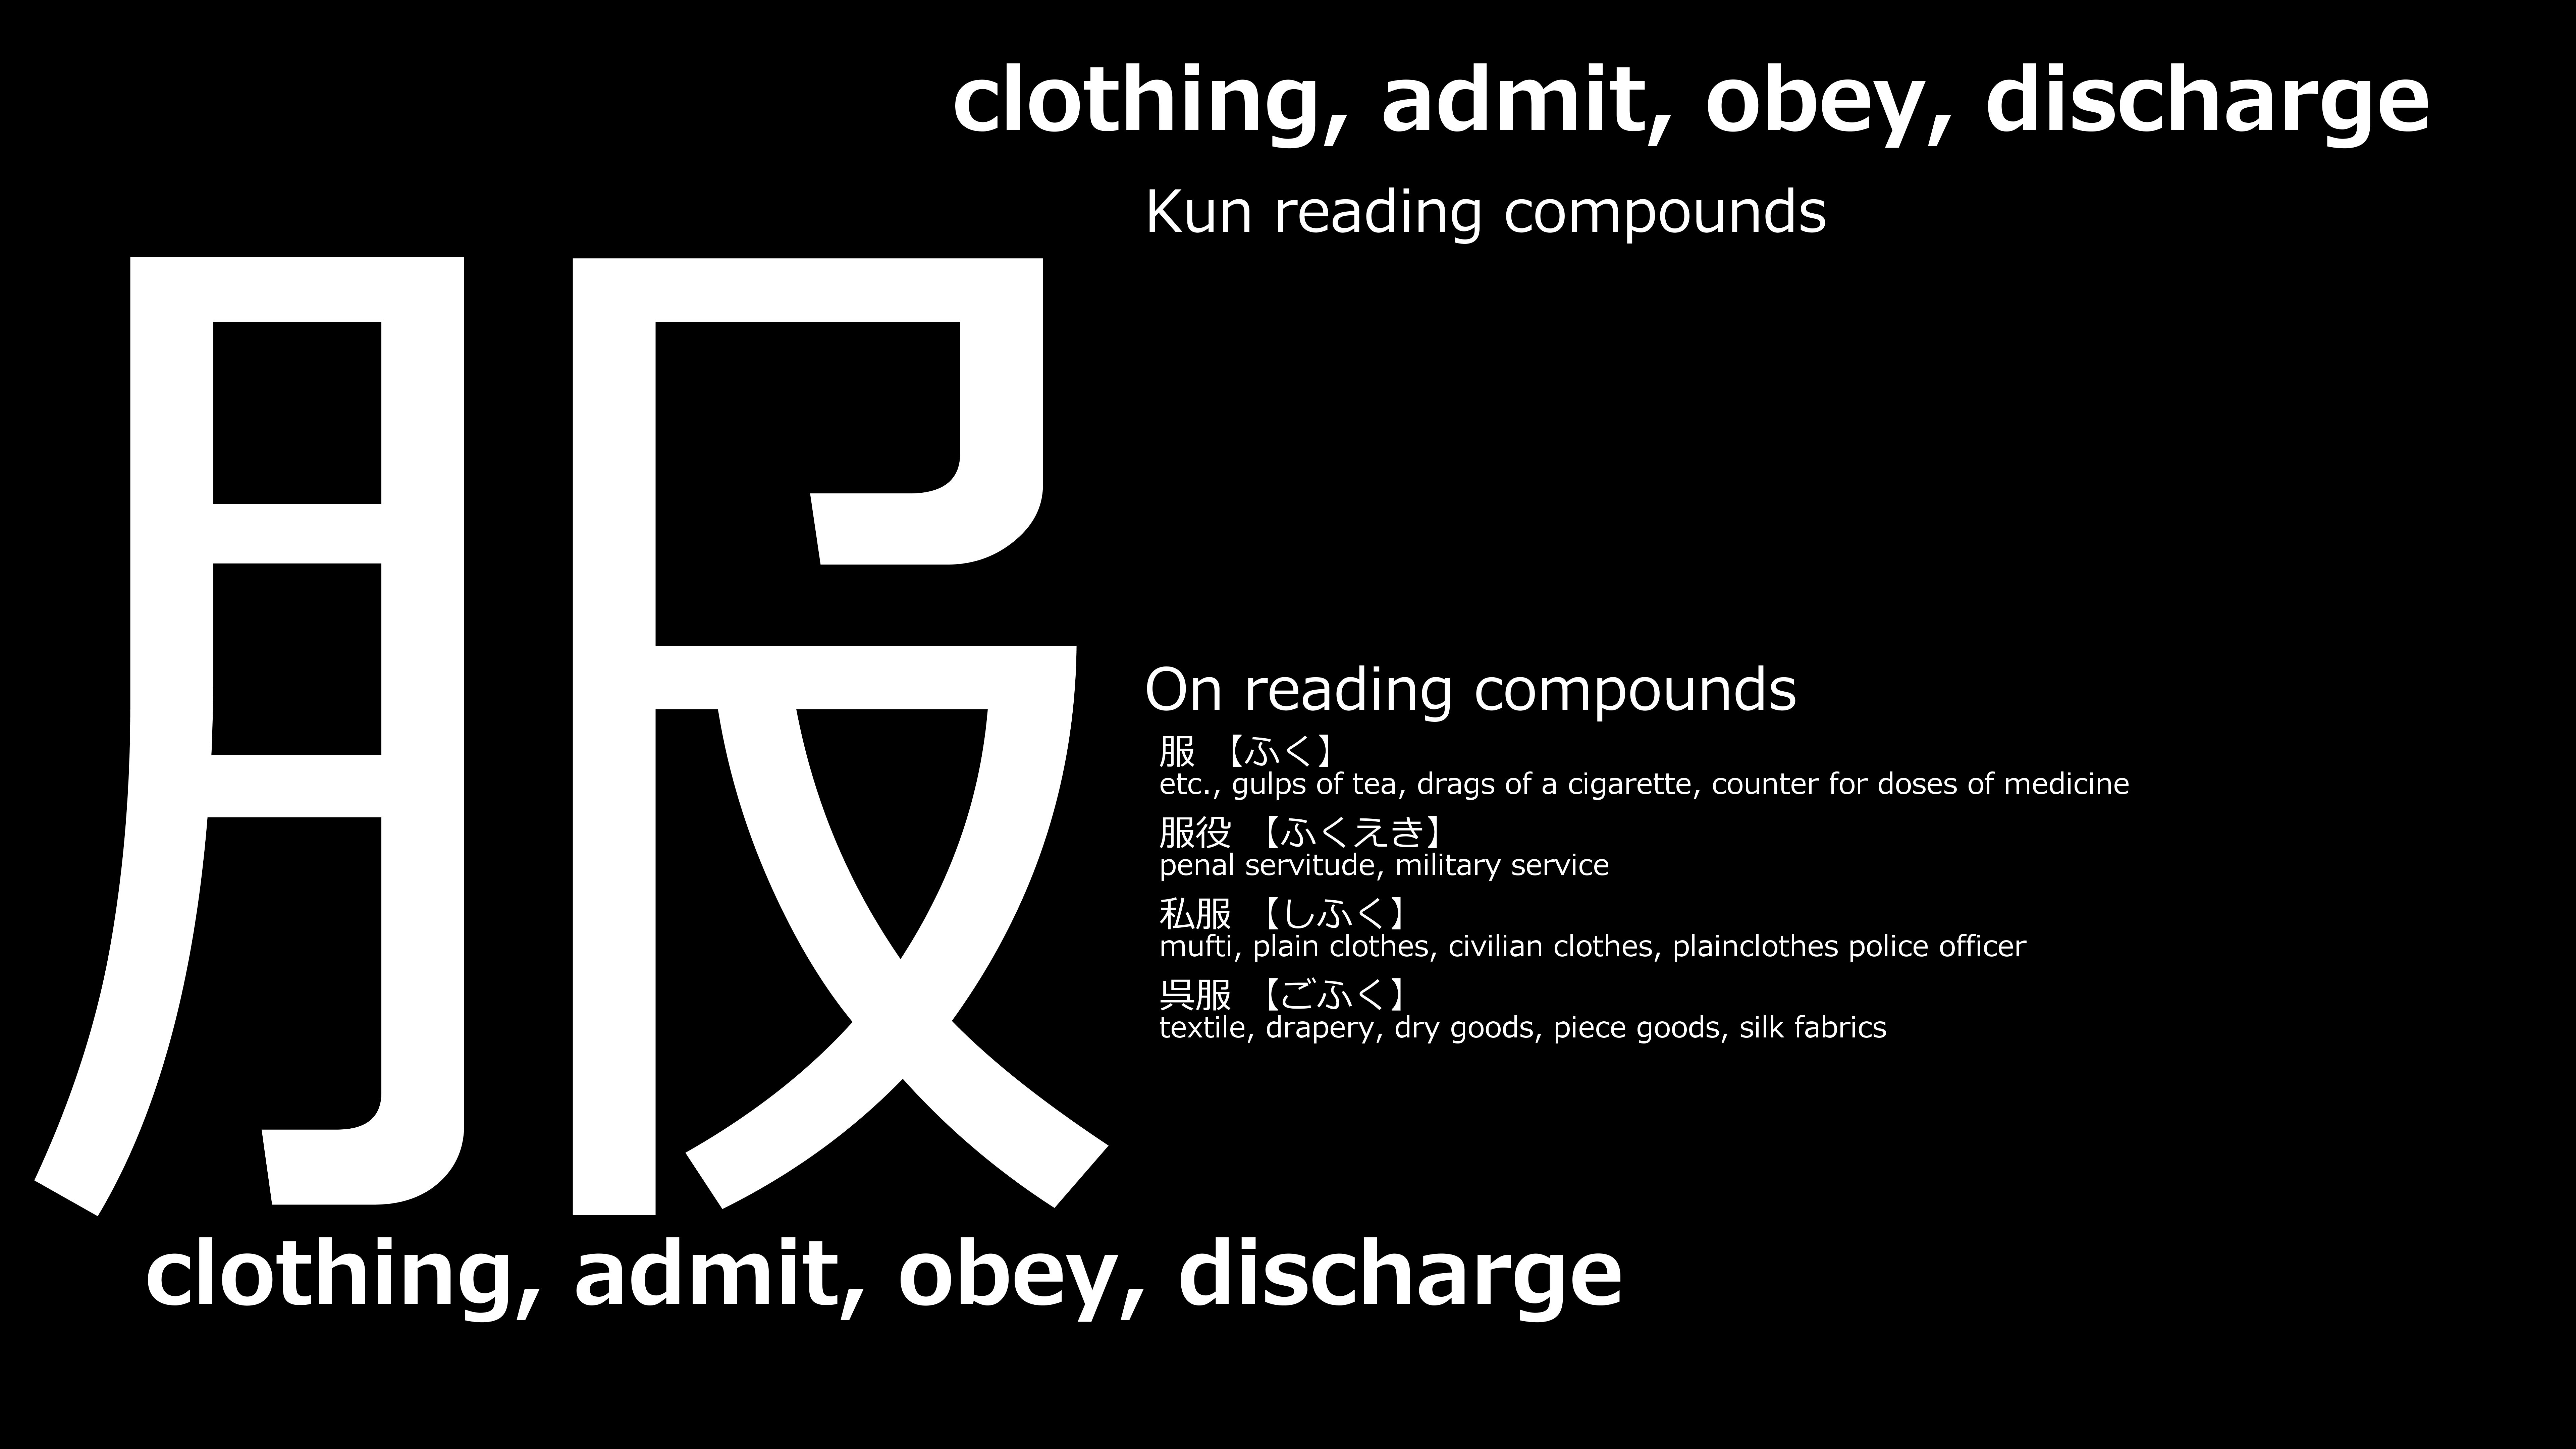 clothing, admit, obey, discharge
Kun reading compounds
服
On reading compounds
服 【ふく】
etc., gulps of tea, drags of a cigarette, counter for doses of medicine
服役 【ふくえき】
penal servitude, military service
私服 【しふく】
mufti, plain clothes, civilian clothes, plainclothes police officer
呉服 【ごふく】
textile, drapery, dry goods, piece goods, silk fabrics
clothing, admit, obey, discharge